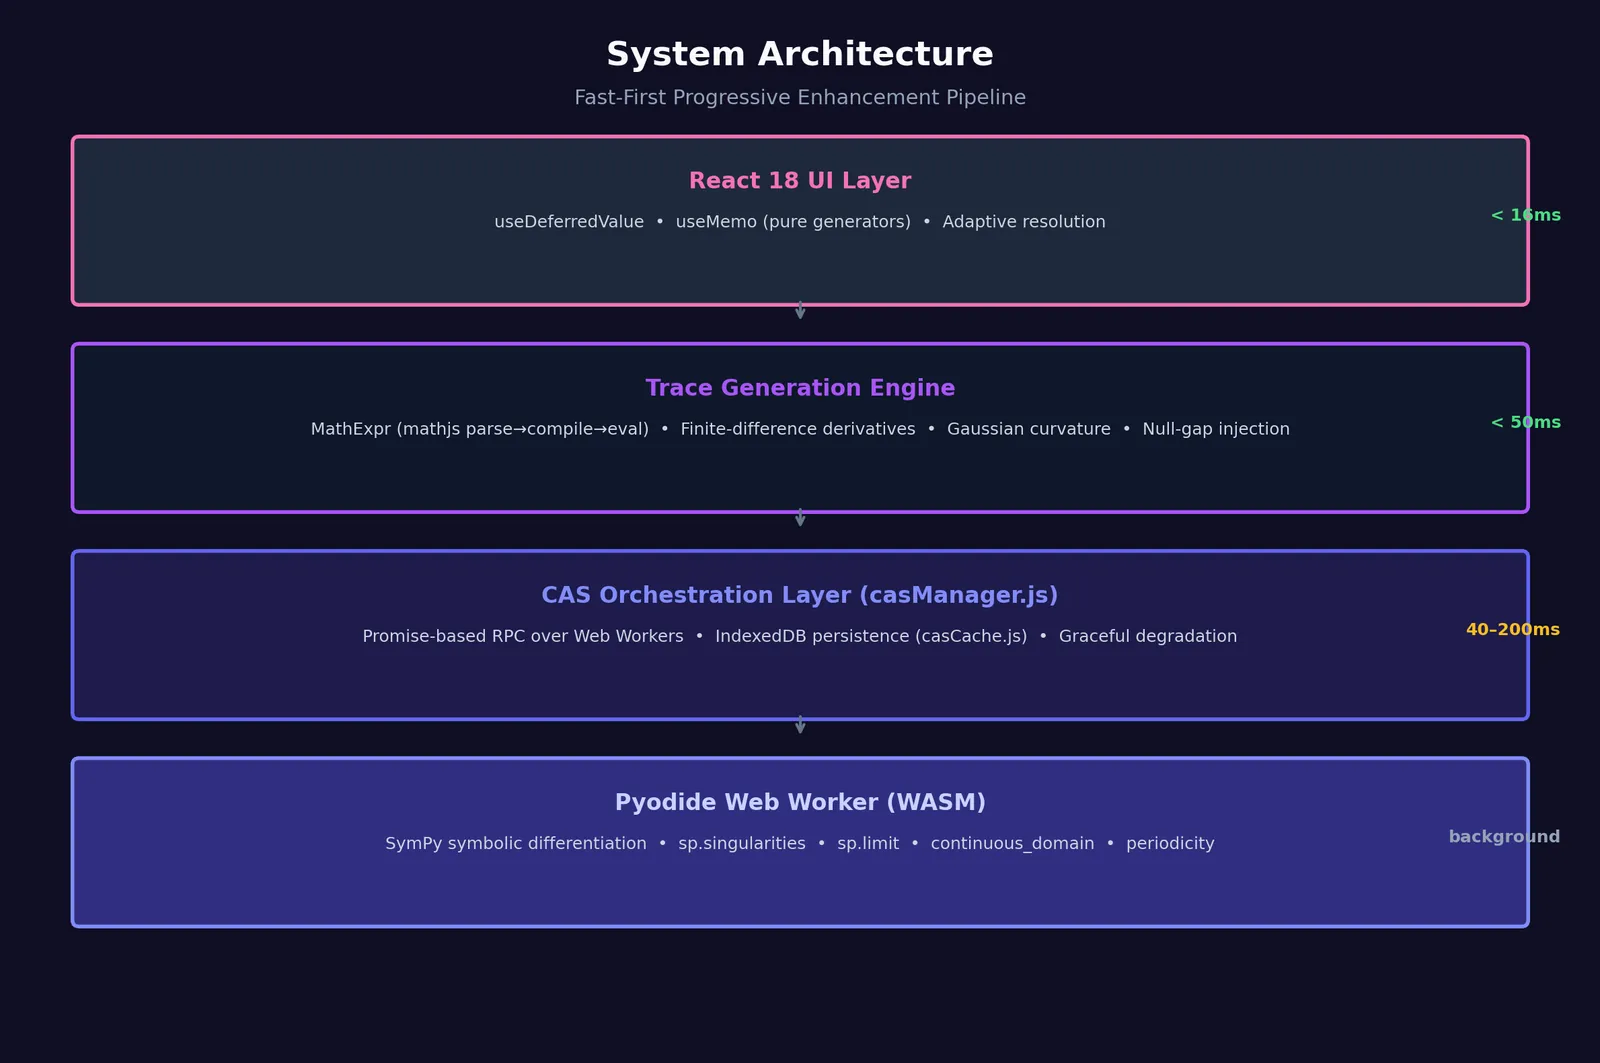 System Architecture
Fast-First Progressive Enhancement Pipeline
React 18 UI Layer
useDeferredValue • useMemo (pure generators) • Adaptive resolution
< 16ms
Trace Generation Engine
MathExpr (mathjs parse→compile→eval) • Finite-difference derivatives • Gaussian curvature • Null-gap injection
< 50ms
CAS Orchestration Layer (casManager.js)
Promise-based RPC over Web Workers • IndexedDB persistence (casCache.js) • Graceful degradation
40–200ms
Pyodide Web Worker (WASM)
SymPy symbolic differentiation • sp.singularities • sp.limit • continuous_domain • periodicity
background